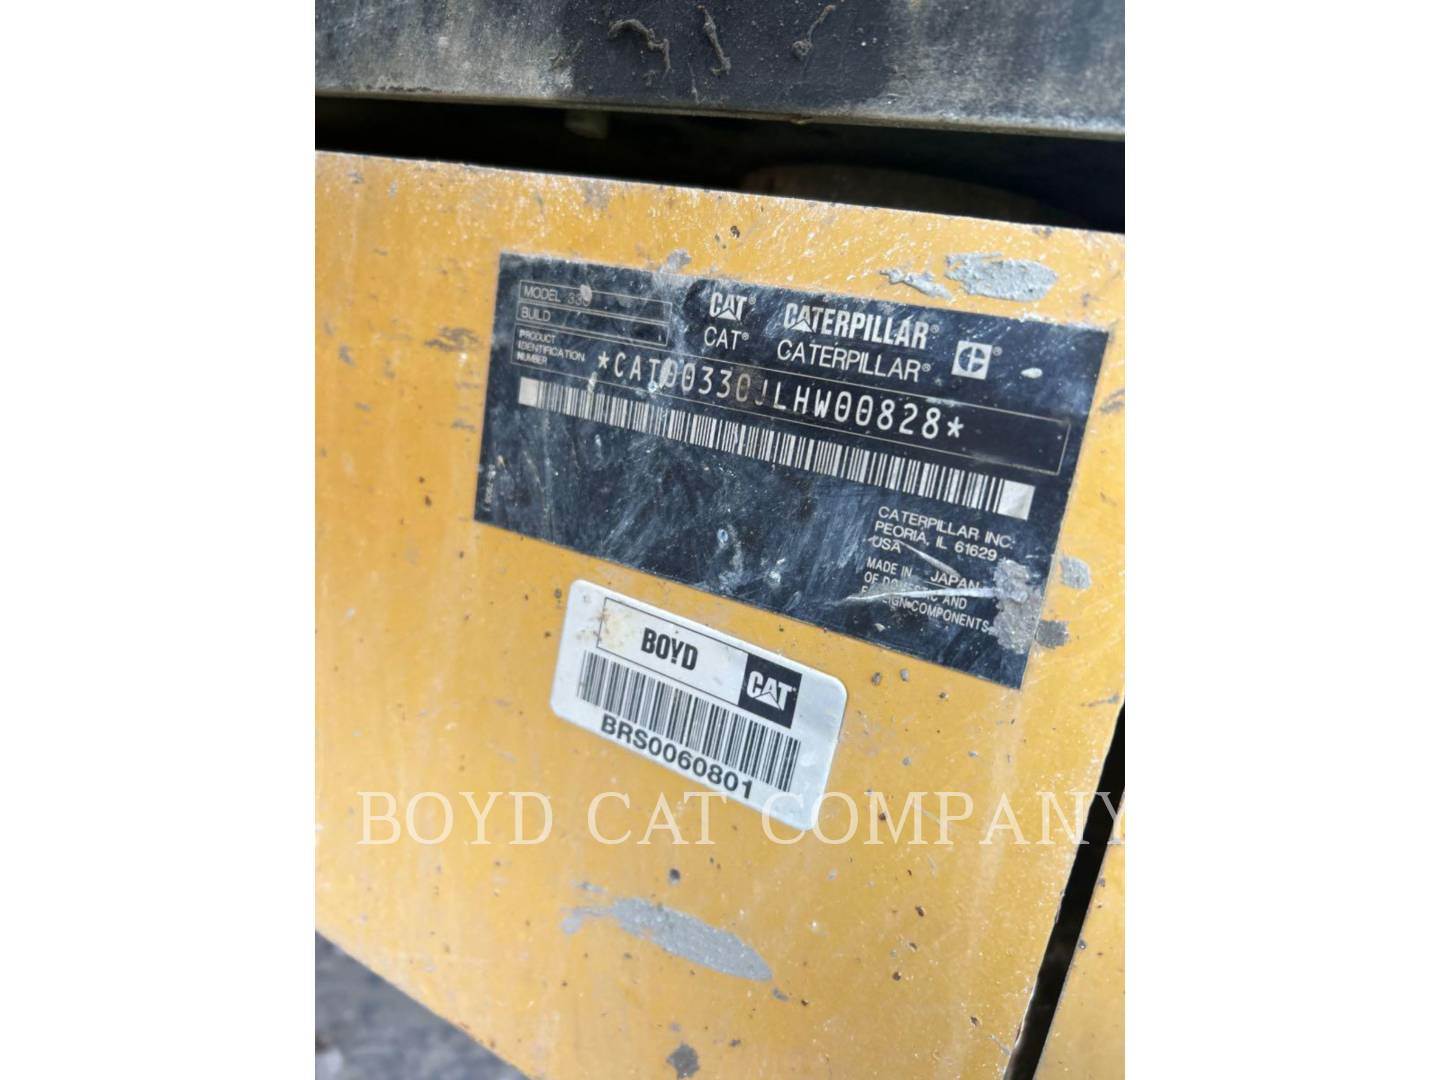 MODEL 330
BUILD
PRODUCT
IDENTIFICATION
NUMBER
CAT® CATERPILLAR®
CAT® CATERPILLAR®
*CAT00330JLHW00828*
CATERPILLAR INC.
PEORIA, IL 61629
USA
MADE IN JAPAN
OF DOMESTIC AND
FOREIGN COMPONENTS
BOYD CAT
BRS0060801
BOYD CAT COMPANY